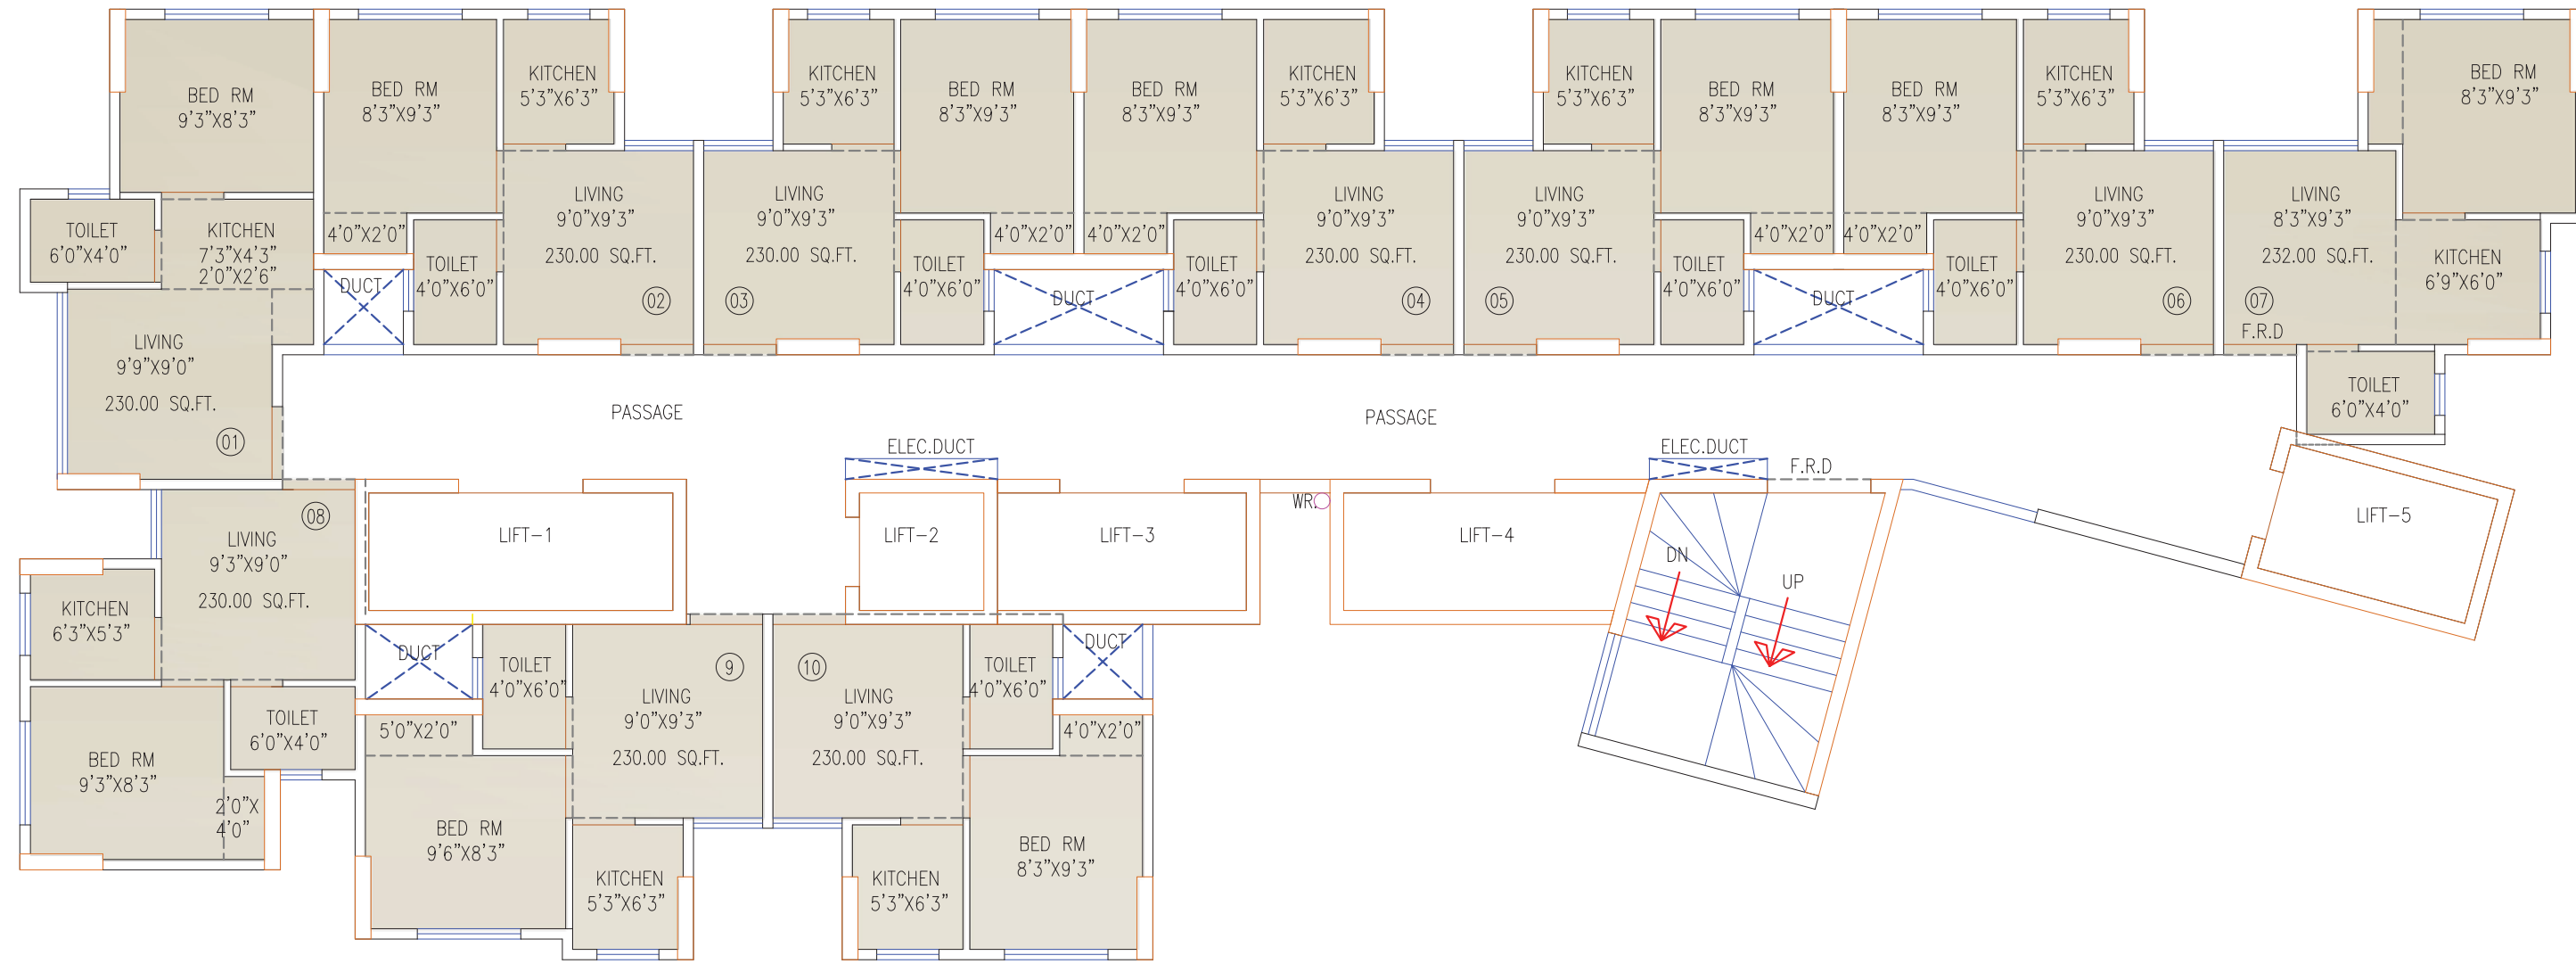 BED RM
9'3"X8'3"
TOILET
6'0"X4'0"
KITCHEN
7'3"X4'3"
2'0"X2'6"
LIVING
9'9"X9'0"
230.00 SQ.FT.
01
BED RM
8'3"X9'3"
KITCHEN
5'3"X6'3"
4'0"X2'0"
DUCT
TOILET
4'0"X6'0"
LIVING
9'0"X9'3"
230.00 SQ.FT.
02
KITCHEN
5'3"X6'3"
BED RM
8'3"X9'3"
LIVING
9'0"X9'3"
230.00 SQ.FT.
03
4'0"X2'0"
TOILET
4'0"X6'0"
DUCT
BED RM
8'3"X9'3"
KITCHEN
5'3"X6'3"
4'0"X2'0"
TOILET
4'0"X6'0"
LIVING
9'0"X9'3"
230.00 SQ.FT.
04
KITCHEN
5'3"X6'3"
BED RM
8'3"X9'3"
LIVING
9'0"X9'3"
230.00 SQ.FT.
05
4'0"X2'0"
TOILET
4'0"X6'0"
DUCT
BED RM
8'3"X9'3"
KITCHEN
5'3"X6'3"
4'0"X2'0"
TOILET
4'0"X6'0"
LIVING
9'0"X9'3"
230.00 SQ.FT.
06
BED RM
8'3"X9'3"
LIVING
8'3"X9'3"
232.00 SQ.FT.
07
F.R.D
KITCHEN
6'9"X6'0"
TOILET
6'0"X4'0"
PASSAGE
PASSAGE
ELEC.DUCT
ELEC.DUCT
F.R.D
WR.
LIFT-1
LIFT-2
LIFT-3
LIFT-4
LIFT-5
DN
UP
08
LIVING
9'3"X9'0"
230.00 SQ.FT.
KITCHEN
6'3"X5'3"
TOILET
6'0"X4'0"
BED RM
9'3"X8'3"
2'0"X
4'0"
DUCT
TOILET
4'0"X6'0"
5'0"X2'0"
BED RM
9'6"X8'3"
9
LIVING
9'0"X9'3"
230.00 SQ.FT.
KITCHEN
5'3"X6'3"
10
LIVING
9'0"X9'3"
230.00 SQ.FT.
TOILET
4'0"X6'0"
DUCT
4'0"X2'0"
KITCHEN
5'3"X6'3"
BED RM
8'3"X9'3"